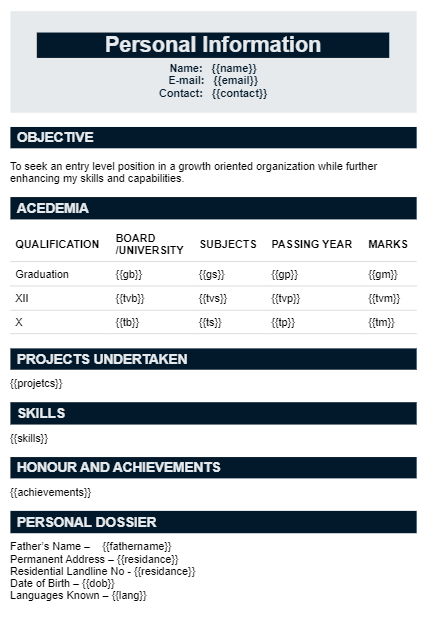 Personal Information
Name: {{name}}
E-mail: {{email}}
Contact: {{contact}}
OBJECTIVE
To seek an entry level position in a growth oriented organization while further
enhancing my skills and capabilities.
ACEDEMIA
QUALIFICATION BOARD /UNIVERSITY SUBJECTS PASSING YEAR MARKS
Graduation {{gb}} {{gs}} {{gp}} {{gm}}
XII {{tvb}} {{tvs}} {{tvp}} {{tvm}}
X {{tb}} {{ts}} {{tp}} {{tm}}
PROJECTS UNDERTAKEN
{{projetcs}}
SKILLS
{{skills}}
HONOUR AND ACHIEVEMENTS
{{achievements}}
PERSONAL DOSSIER
Father's Name – {{fathername}}
Permanent Address – {{residance}}
Residential Landline No - {{residance}}
Date of Birth – {{dob}}
Languages Known – {{lang}}